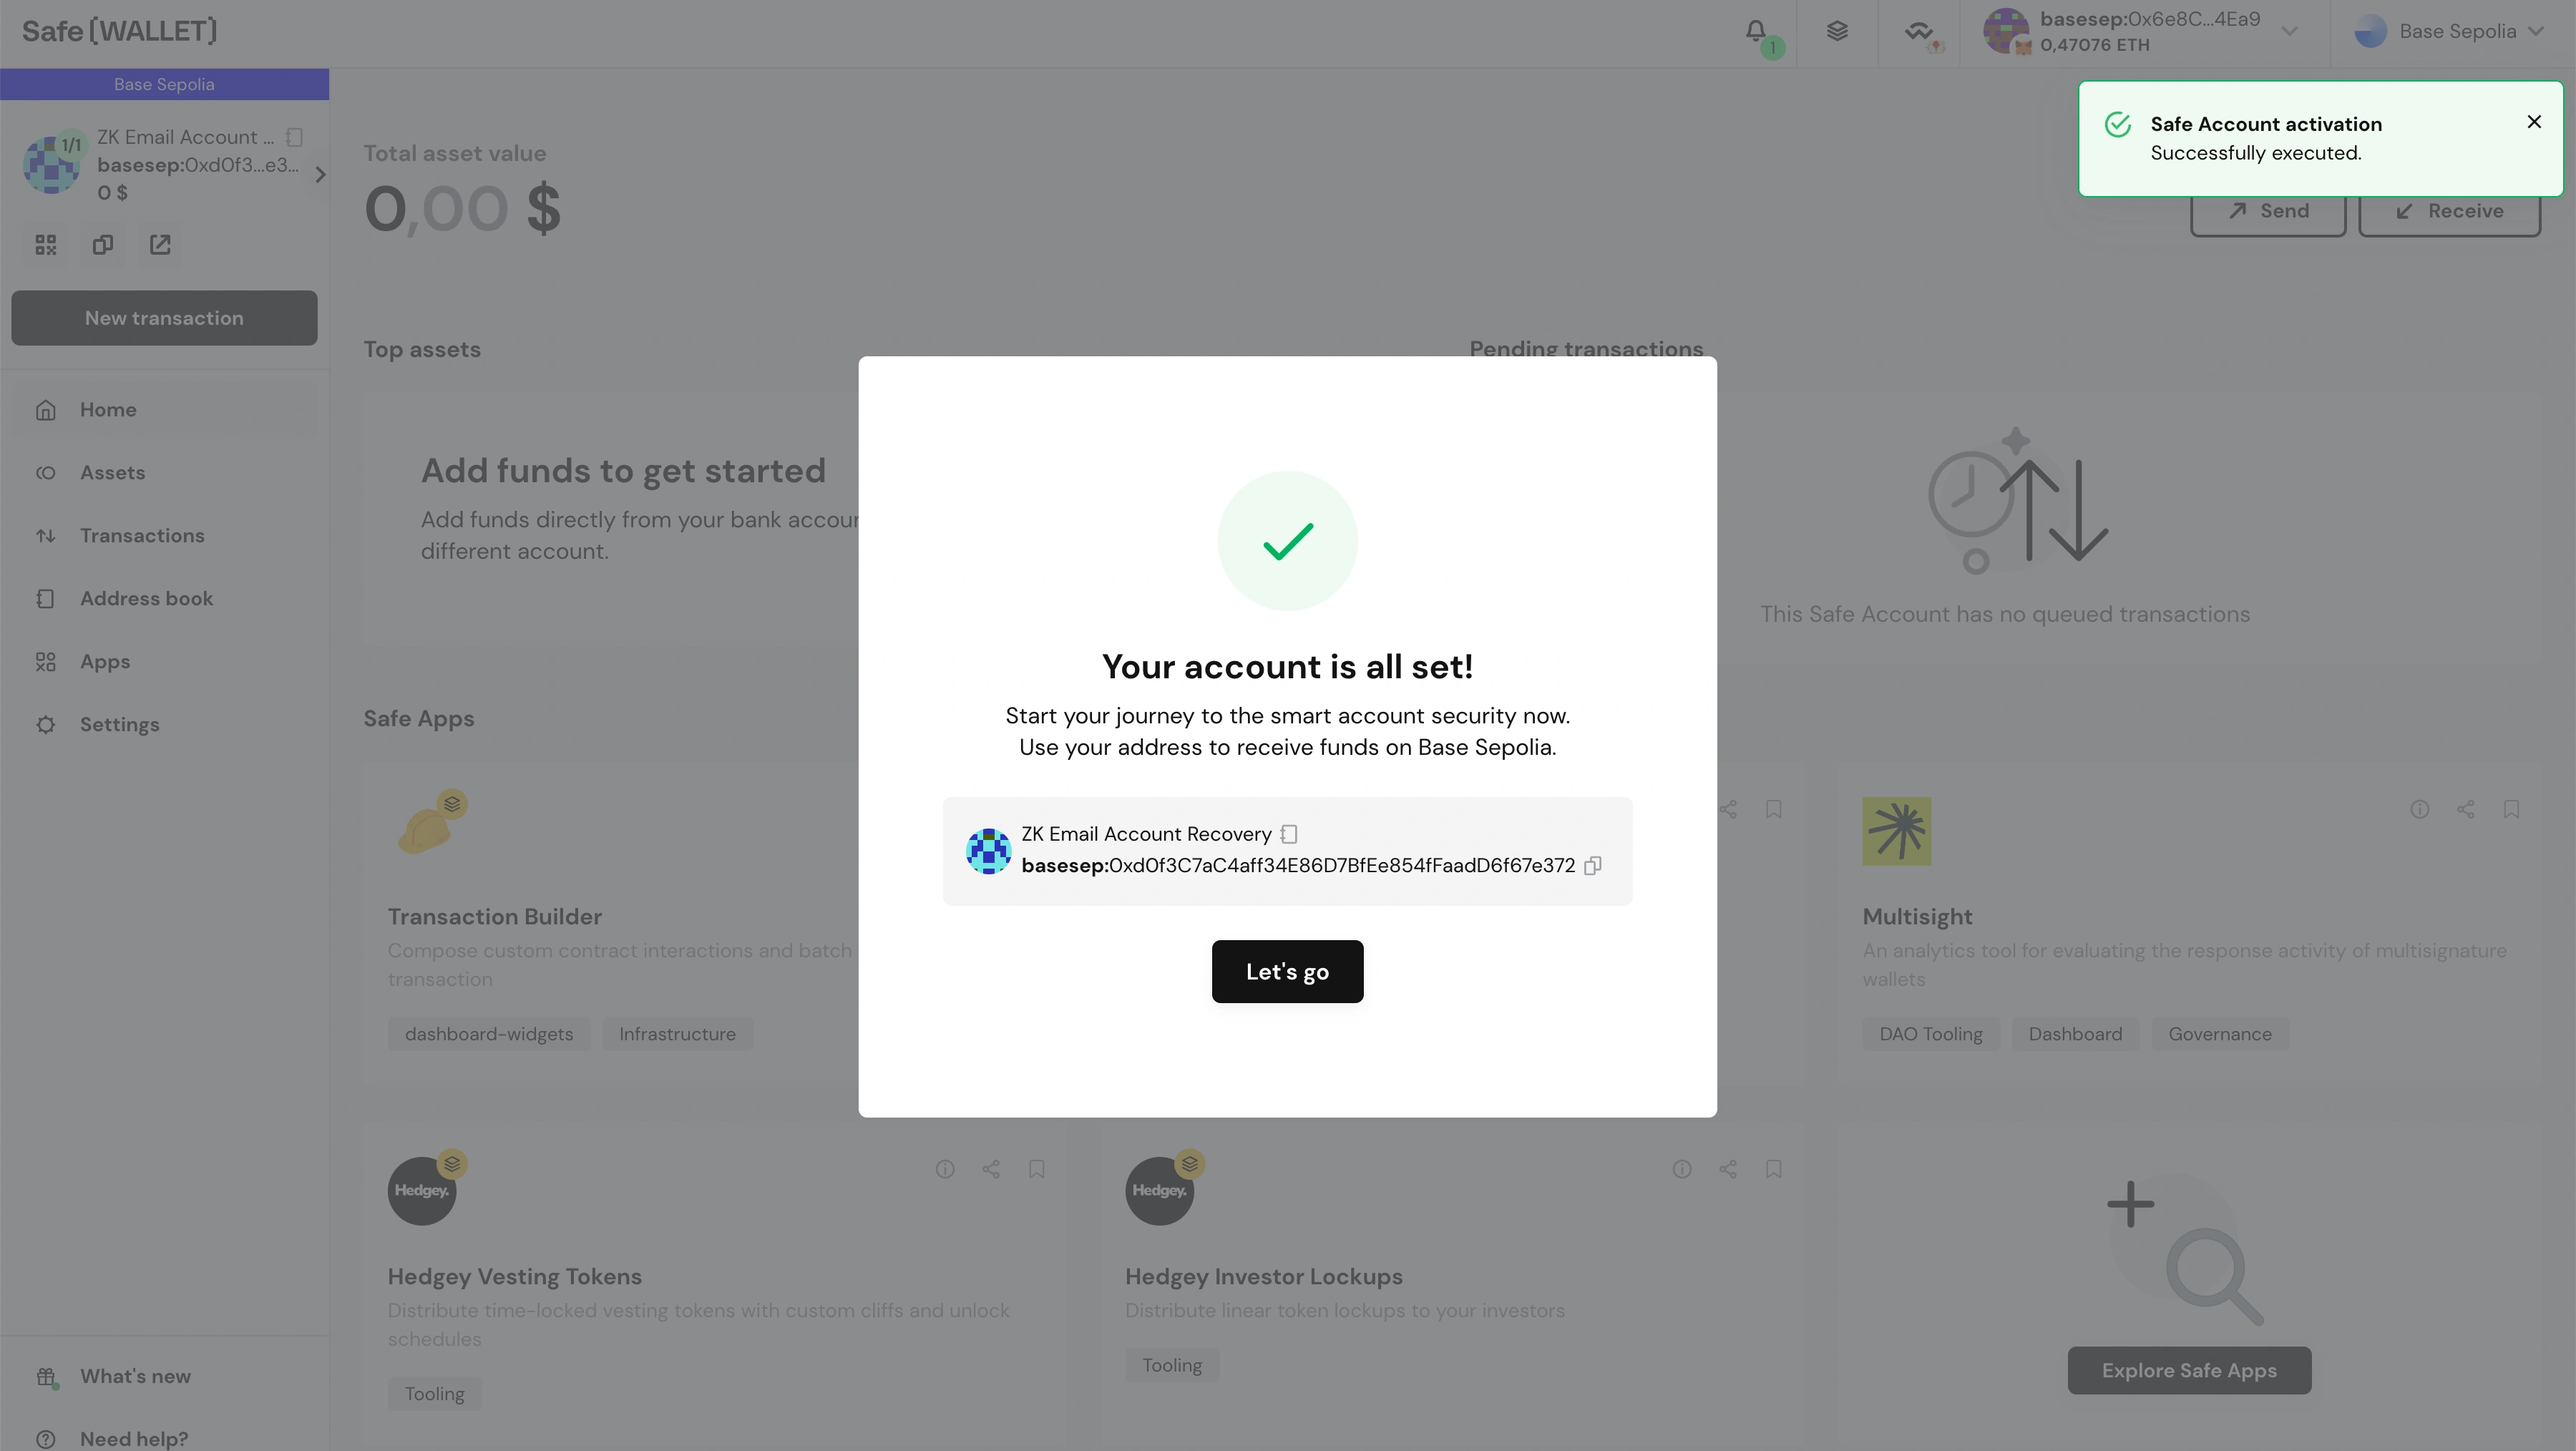 Safe{WALLET}
1
basesep:0x6e8C...4Ea9
0,47076 ETH
Base Sepolia
Base Sepolia
1/1
ZK Email Account ...
basesep:0xd0f3...e3...
0 $
New transaction
Home
Assets
Transactions
Address book
Apps
Settings
What's new
Need help?
Total asset value
0,00 $
Safe Account activation
Successfully executed.
Send
Receive
Top assets
Pending transactions
Add funds to get started
Add funds directly from your bank accoun
different account.
This Safe Account has no queued transactions
Your account is all set!
Start your journey to the smart account security now.
Use your address to receive funds on Base Sepolia.
ZK Email Account Recovery
basesep:0xd0f3C7aC4aff34E86D7BfEe854fFaadD6f67e372
Let's go
Safe Apps
Transaction Builder
Compose custom contract interactions and batch
transaction
dashboard-widgets
Infrastructure
Multisight
An analytics tool for evaluating the response activity of multisignature
wallets
DAO Tooling
Dashboard
Governance
Hedgey.
Hedgey Vesting Tokens
Distribute time-locked vesting tokens with custom cliffs and unlock
schedules
Tooling
Hedgey.
Hedgey Investor Lockups
Distribute linear token lockups to your investors
Tooling
Explore Safe Apps